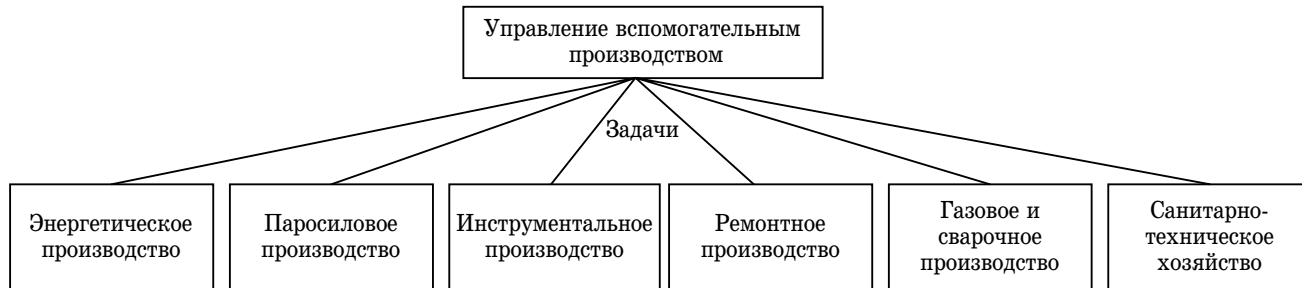 Управление вспомогательным
производством
Задачи
Энергетическое
производство
Паросиловое
производство
Инструментальное
производство
Ремонтное
производство
Газовое и
сварочное
производство
Санитарно-
техническое
хозяйство